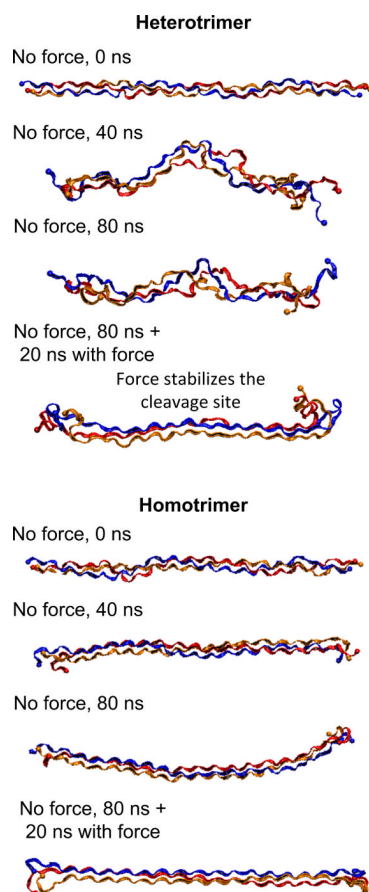 Heterotrimer
No force, 0 ns
No force, 40 ns
No force, 80 ns
No force, 80 ns +
20 ns with force
Force stabilizes the
cleavage site
Homotrimer
No force, 0 ns
No force, 40 ns
No force, 80 ns
No force, 80 ns +
20 ns with force